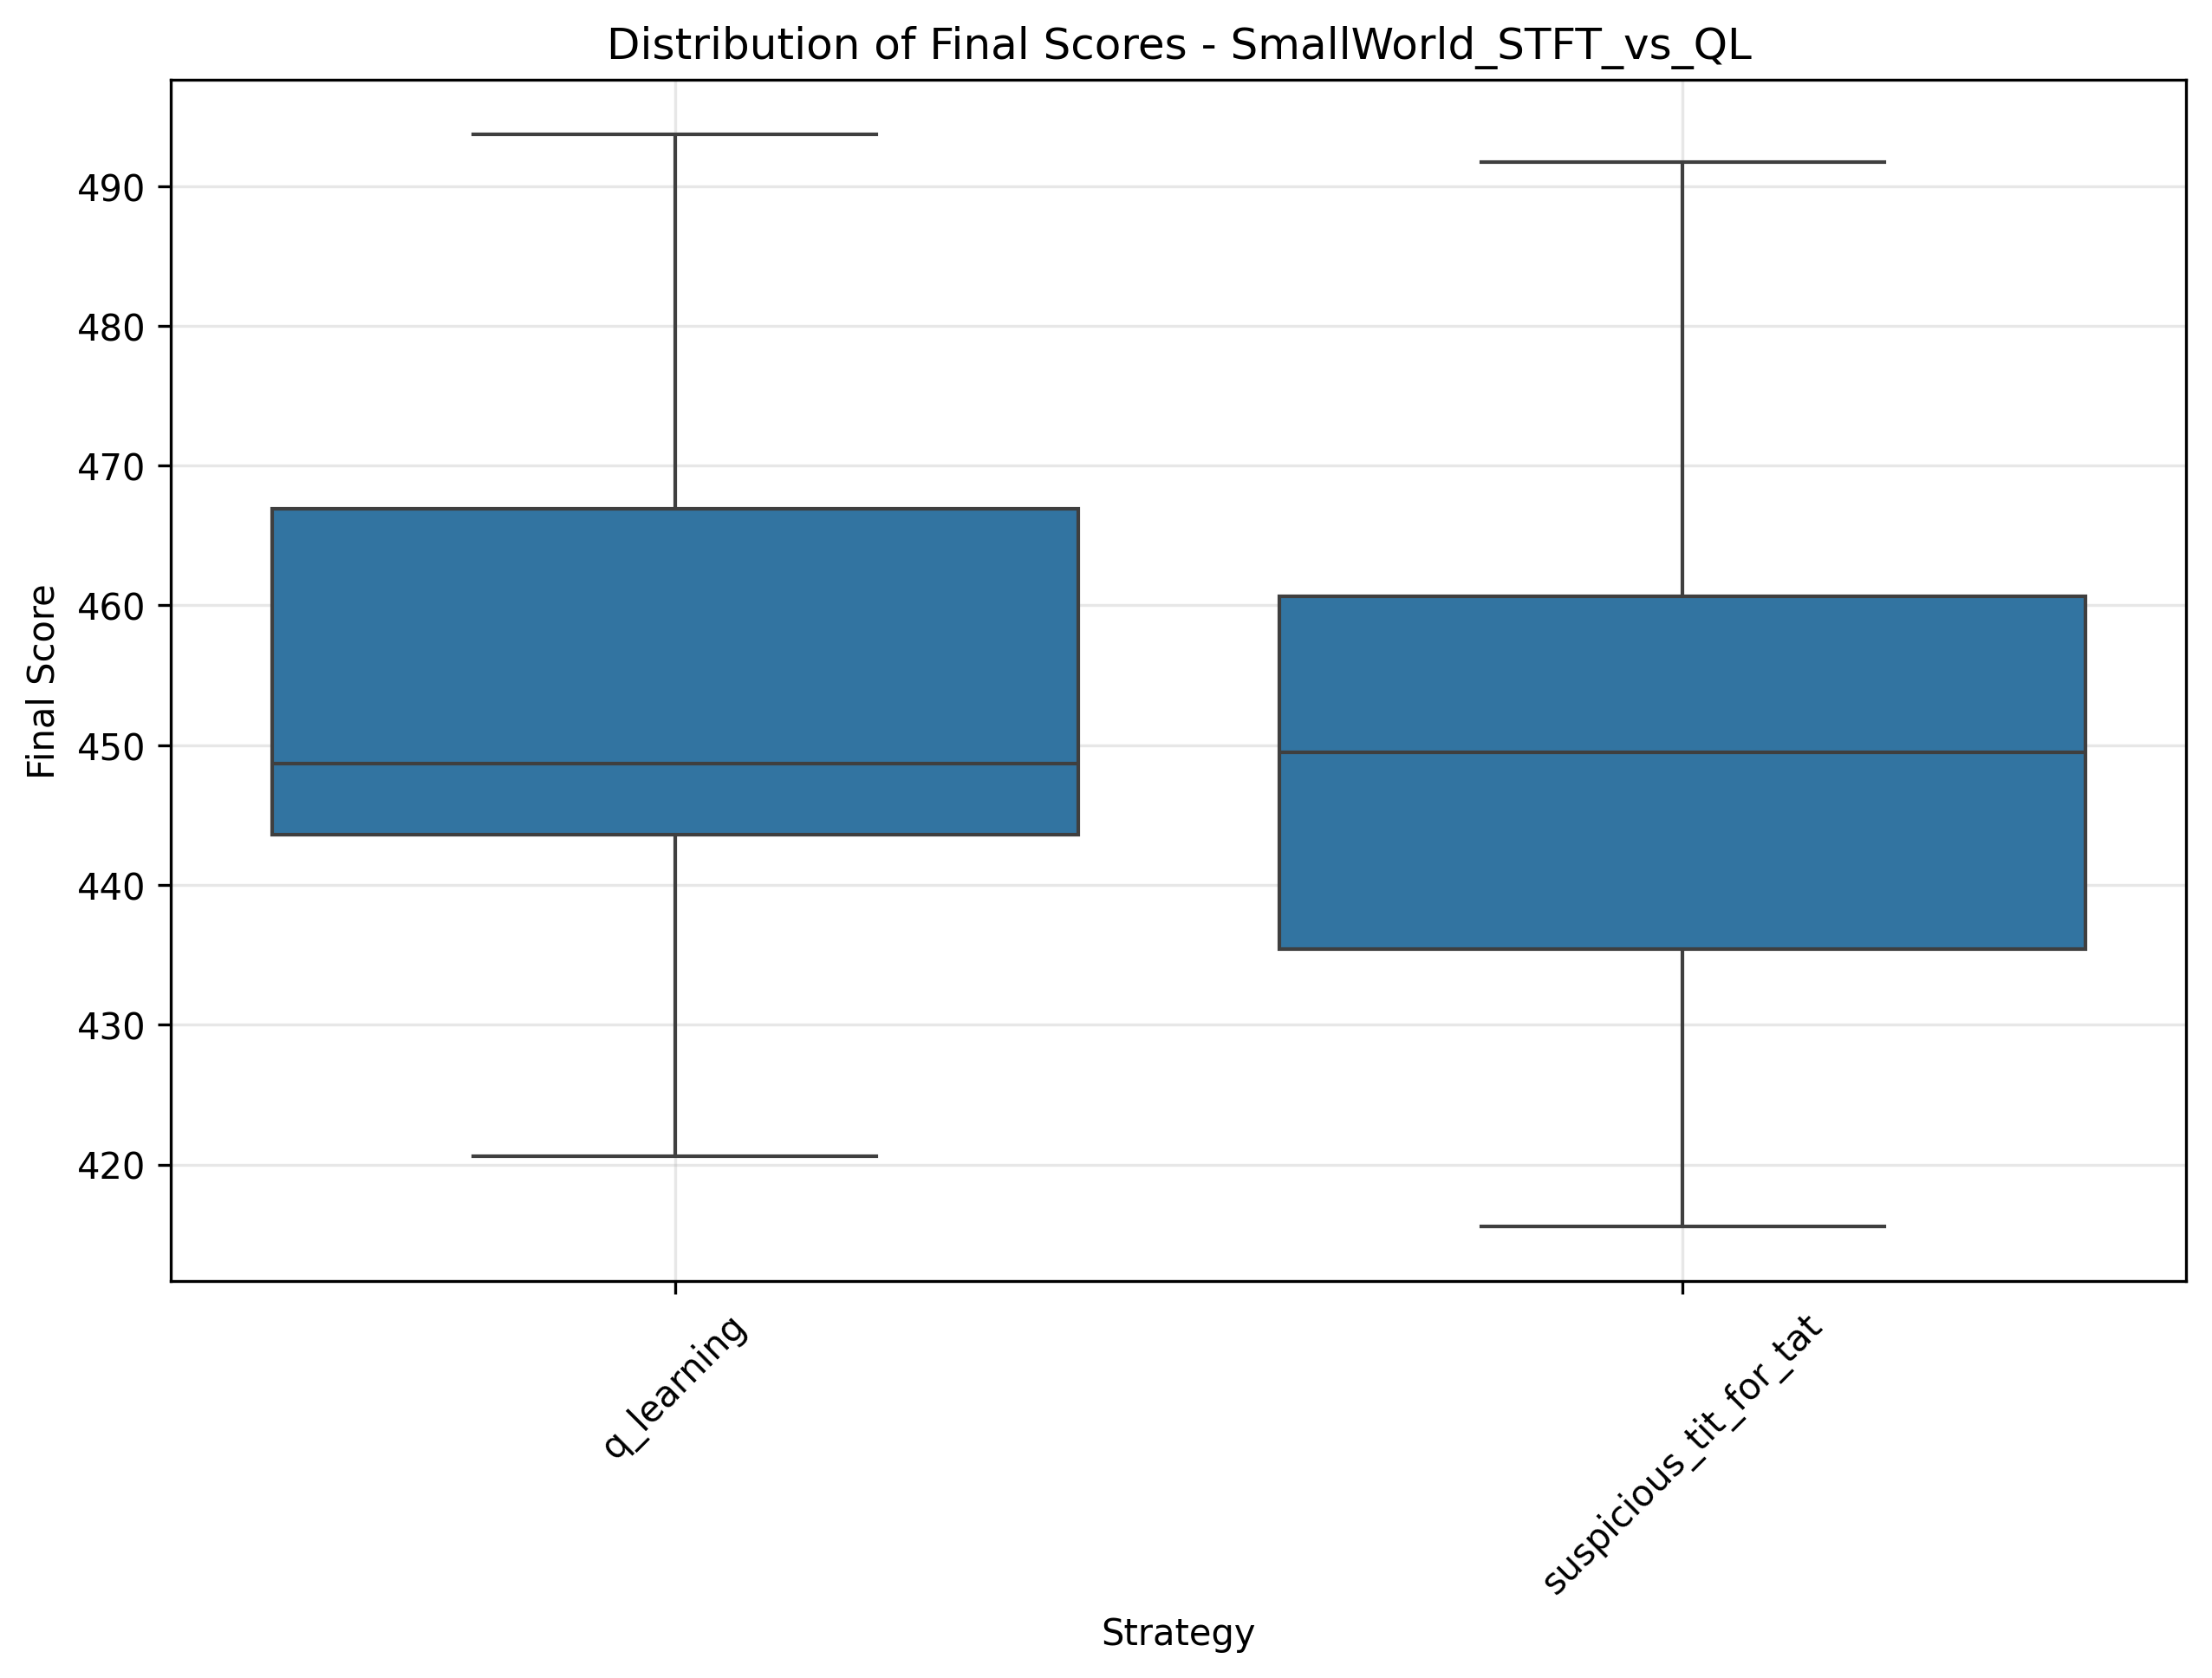 Distribution of Final Scores - SmallWorld_STFT_vs_QL
Final Score
490
480
470
460
450
440
430
420
q_learning
suspicious_tit_for_tat
Strategy